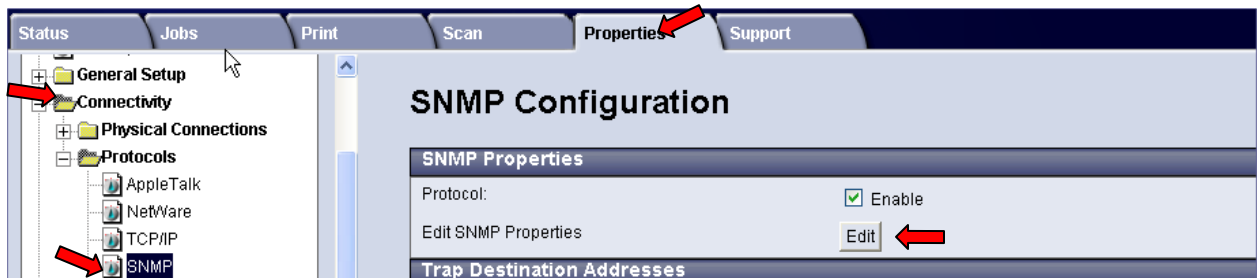 Status Jobs Print Scan Properties Support
General Setup
Connectivity
Physical Connections
Protocols
AppleTalk
NetWare
TCP/IP
SNMP
SNMP Configuration
SNMP Properties
Protocol: Enable
Edit SNMP Properties Edit
Trap Destination Addresses